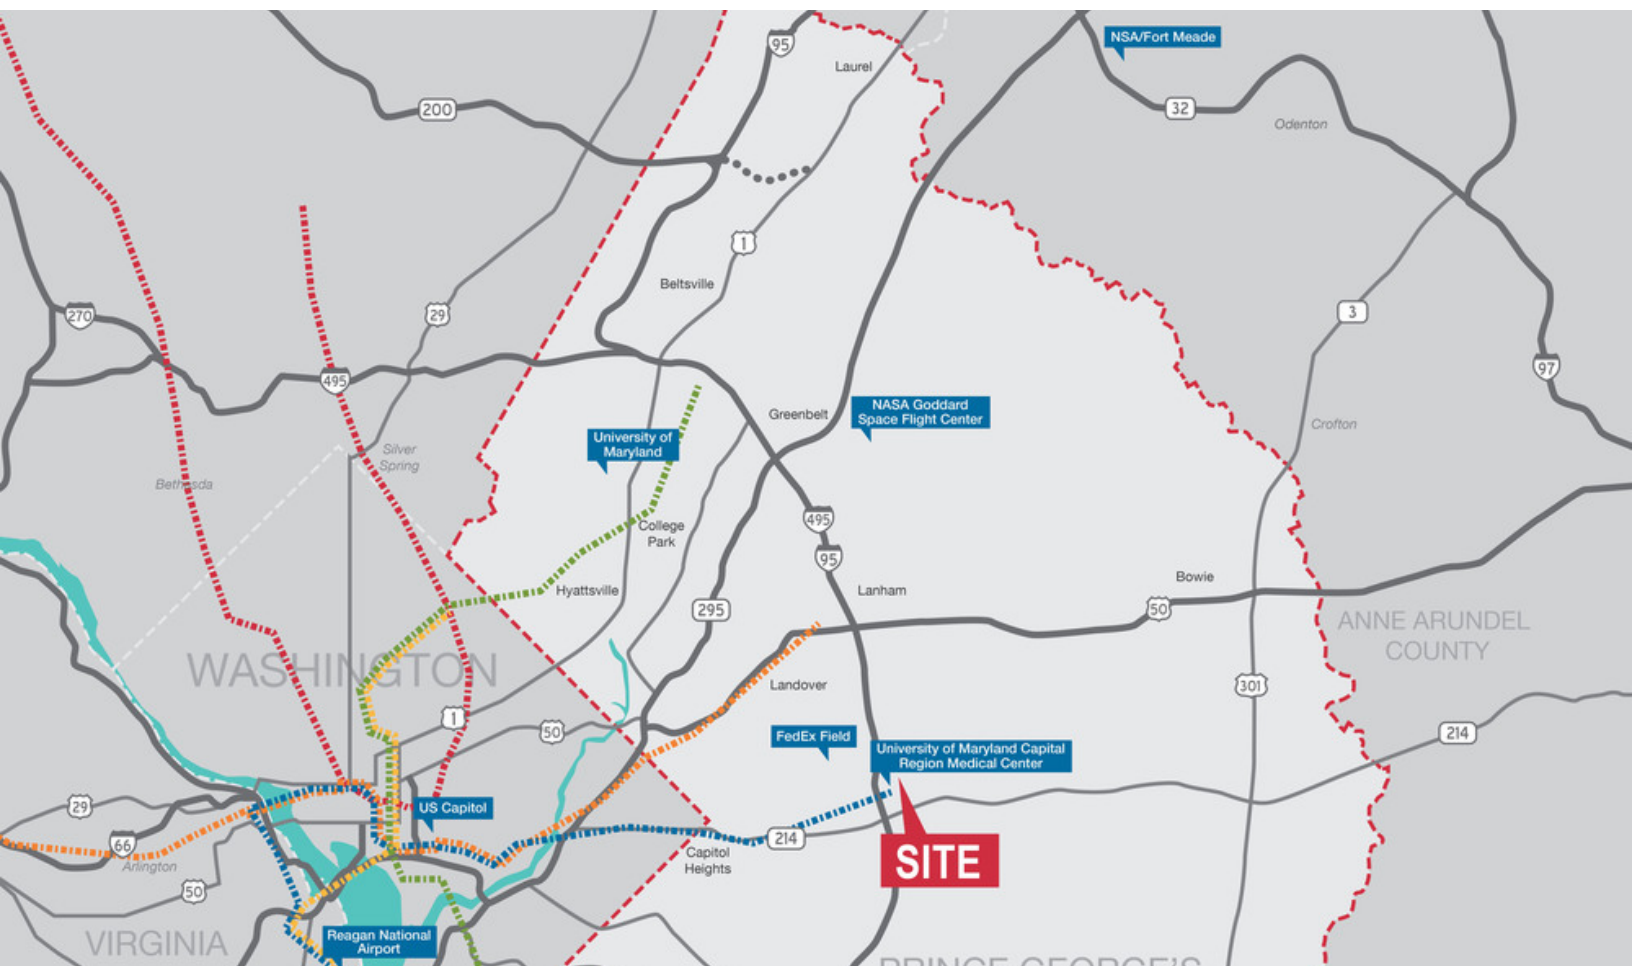 NSA/Fort Meade
95
Laurel
200
32
Odenton
1
Beltsville
270
29
3
495
97
NASA Goddard
Space Flight Center
Greenbelt
Crofton
University of
Maryland
Silver
Spring
Bethesda
495
College
Park
95
Bowie
Hyattsville
Lanham
295
50
ANNE ARUNDEL
COUNTY
WASHINGTON
Landover
301
1
50
214
FedEx Field
University of Maryland Capital
Region Medical Center
29
US Capitol
66
214
Capitol
Heights
SITE
Arlington
50
VIRGINIA
Reagan National
Airport
PRINCE GEORGE'S